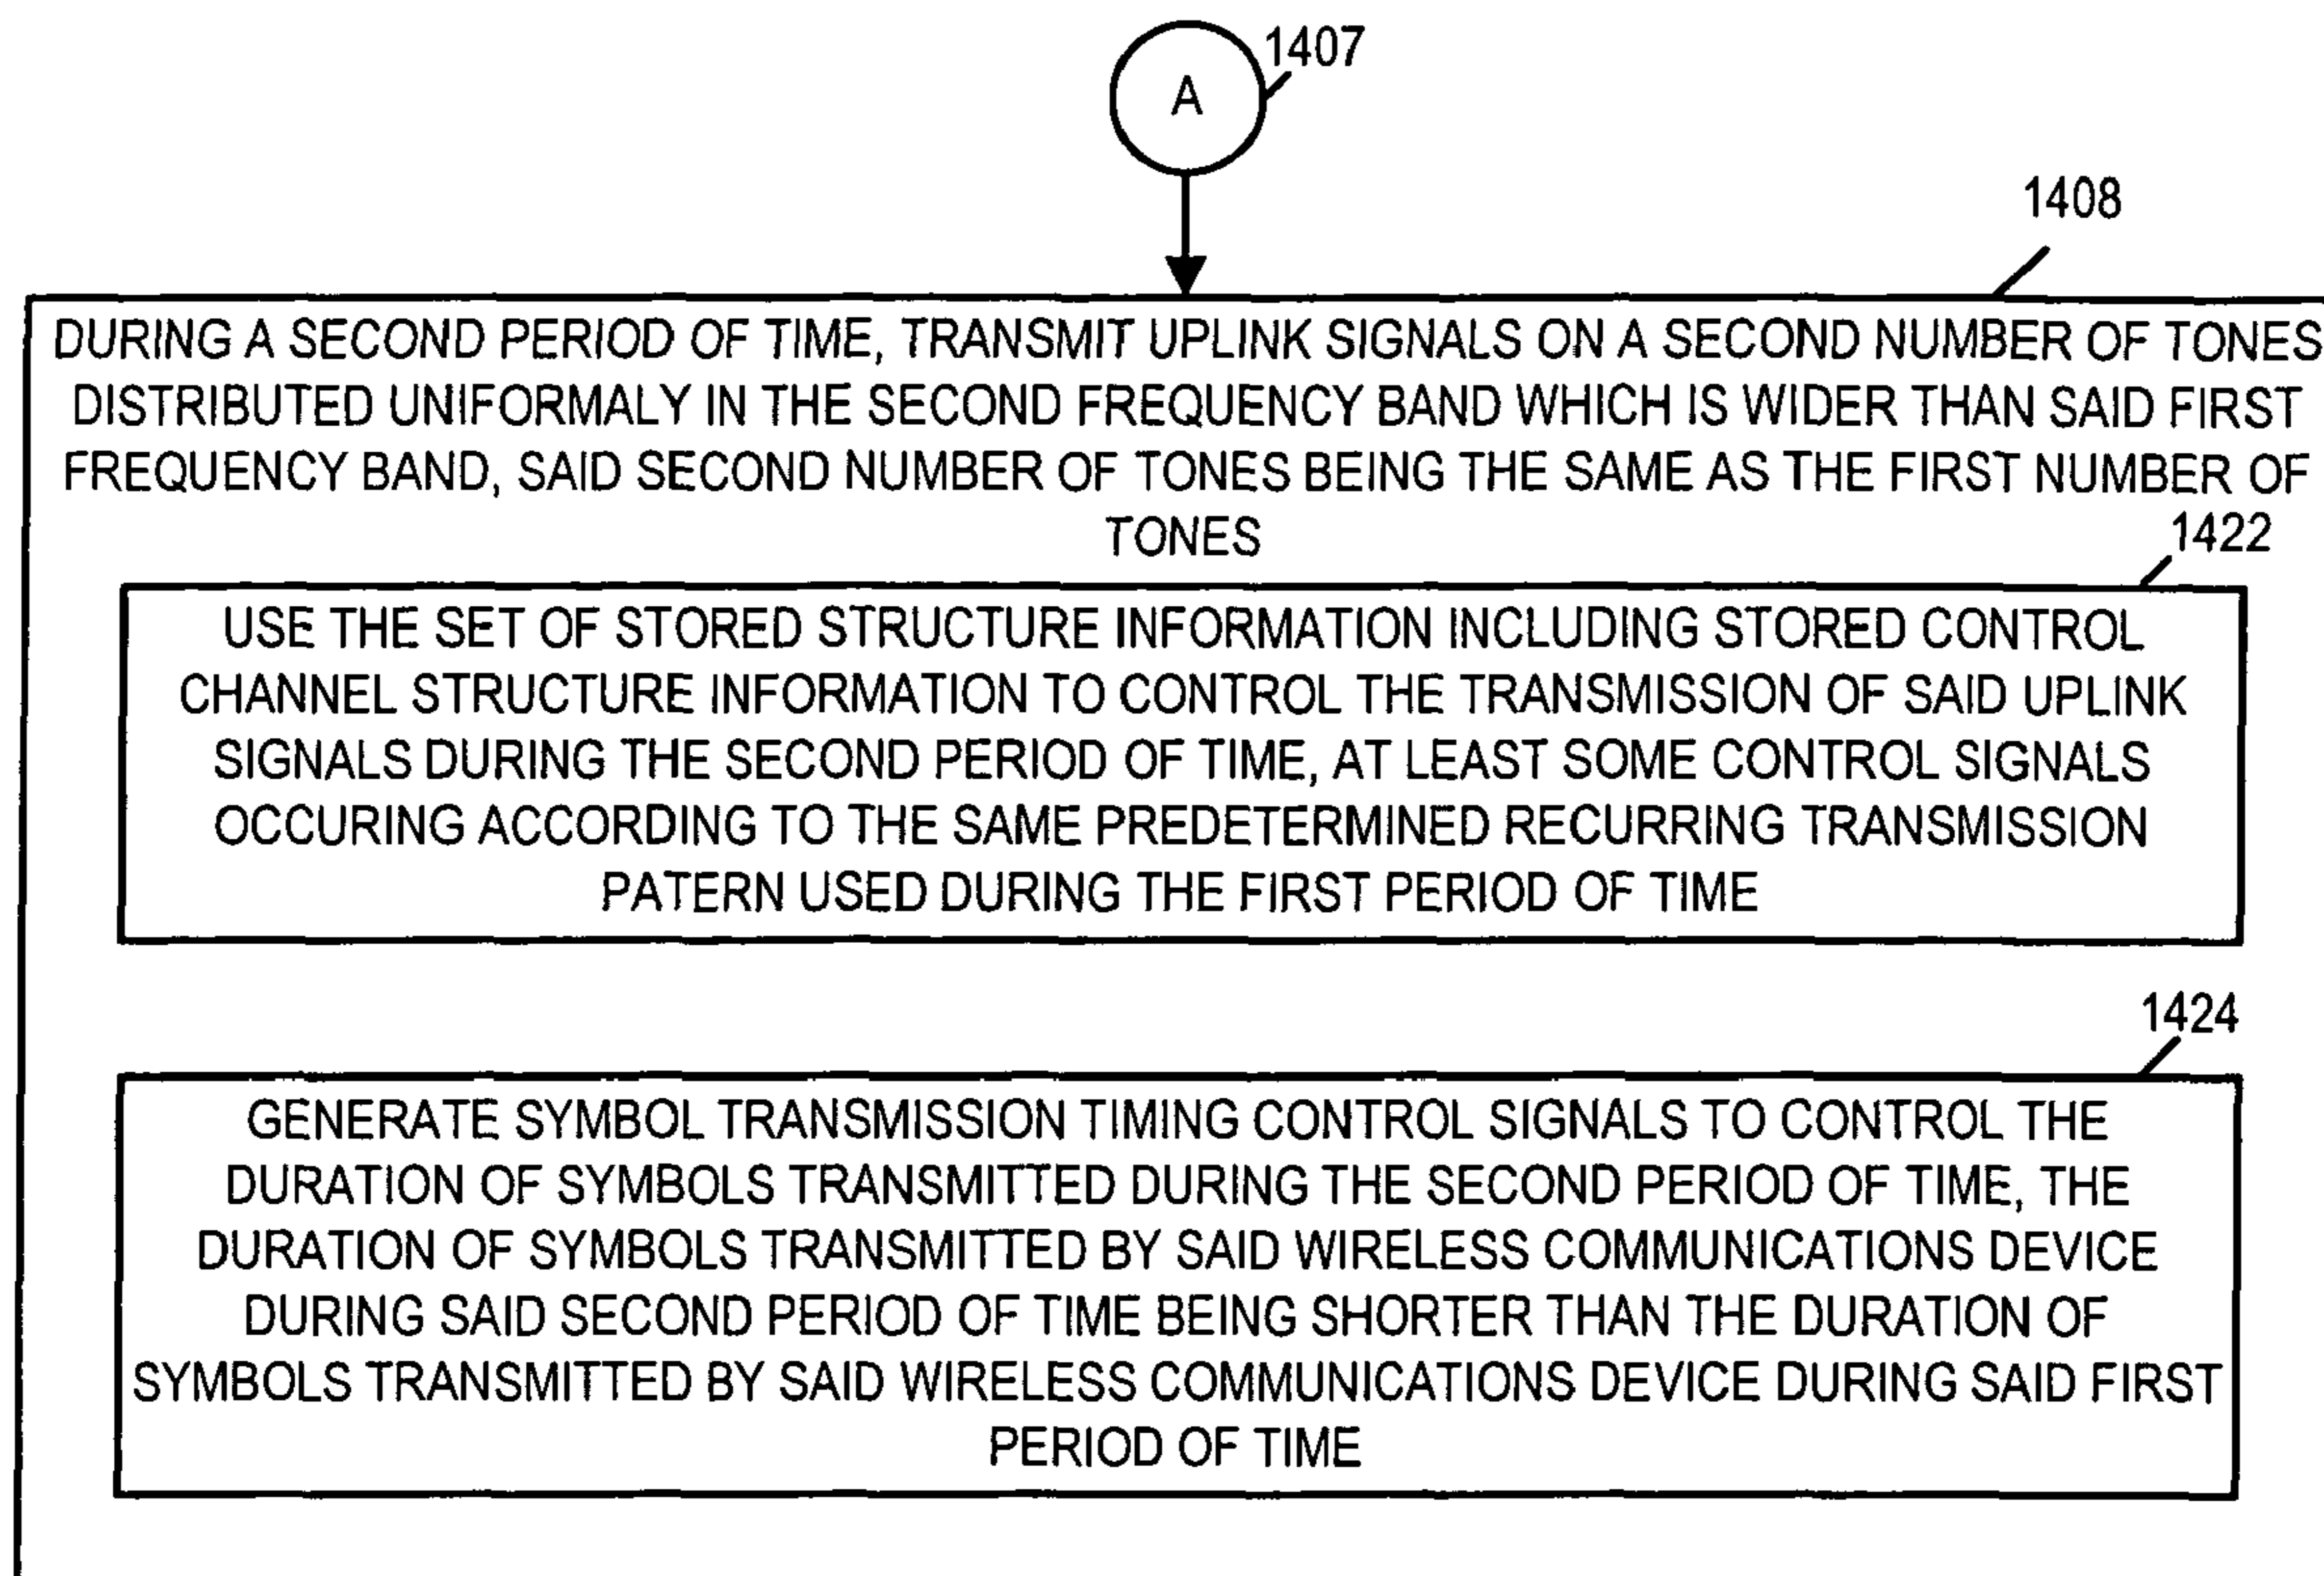 1407
A
1408
DURING A SECOND PERIOD OF TIME, TRANSMIT UPLINK SIGNALS ON A SECOND NUMBER OF TONES
DISTRIBUTED UNIFORMALY IN THE SECOND FREQUENCY BAND WHICH IS WIDER THAN SAID FIRST
FREQUENCY BAND, SAID SECOND NUMBER OF TONES BEING THE SAME AS THE FIRST NUMBER OF
TONES
1422
USE THE SET OF STORED STRUCTURE INFORMATION INCLUDING STORED CONTROL
CHANNEL STRUCTURE INFORMATION TO CONTROL THE TRANSMISSION OF SAID UPLINK
SIGNALS DURING THE SECOND PERIOD OF TIME, AT LEAST SOME CONTROL SIGNALS
OCCURING ACCORDING TO THE SAME PREDETERMINED RECURRING TRANSMISSION
PATERN USED DURING THE FIRST PERIOD OF TIME
1424
GENERATE SYMBOL TRANSMISSION TIMING CONTROL SIGNALS TO CONTROL THE
DURATION OF SYMBOLS TRANSMITTED DURING THE SECOND PERIOD OF TIME, THE
DURATION OF SYMBOLS TRANSMITTED BY SAID WIRELESS COMMUNICATIONS DEVICE
DURING SAID SECOND PERIOD OF TIME BEING SHORTER THAN THE DURATION OF
SYMBOLS TRANSMITTED BY SAID WIRELESS COMMUNICATIONS DEVICE DURING SAID FIRST
PERIOD OF TIME